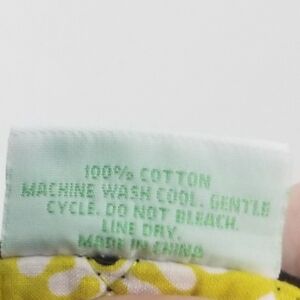 100% COTTON
MACHINE WASH COOL. GENTLE
CYCLE. DO NOT BLEACH.
LINE DRY.
MADE IN CHINA